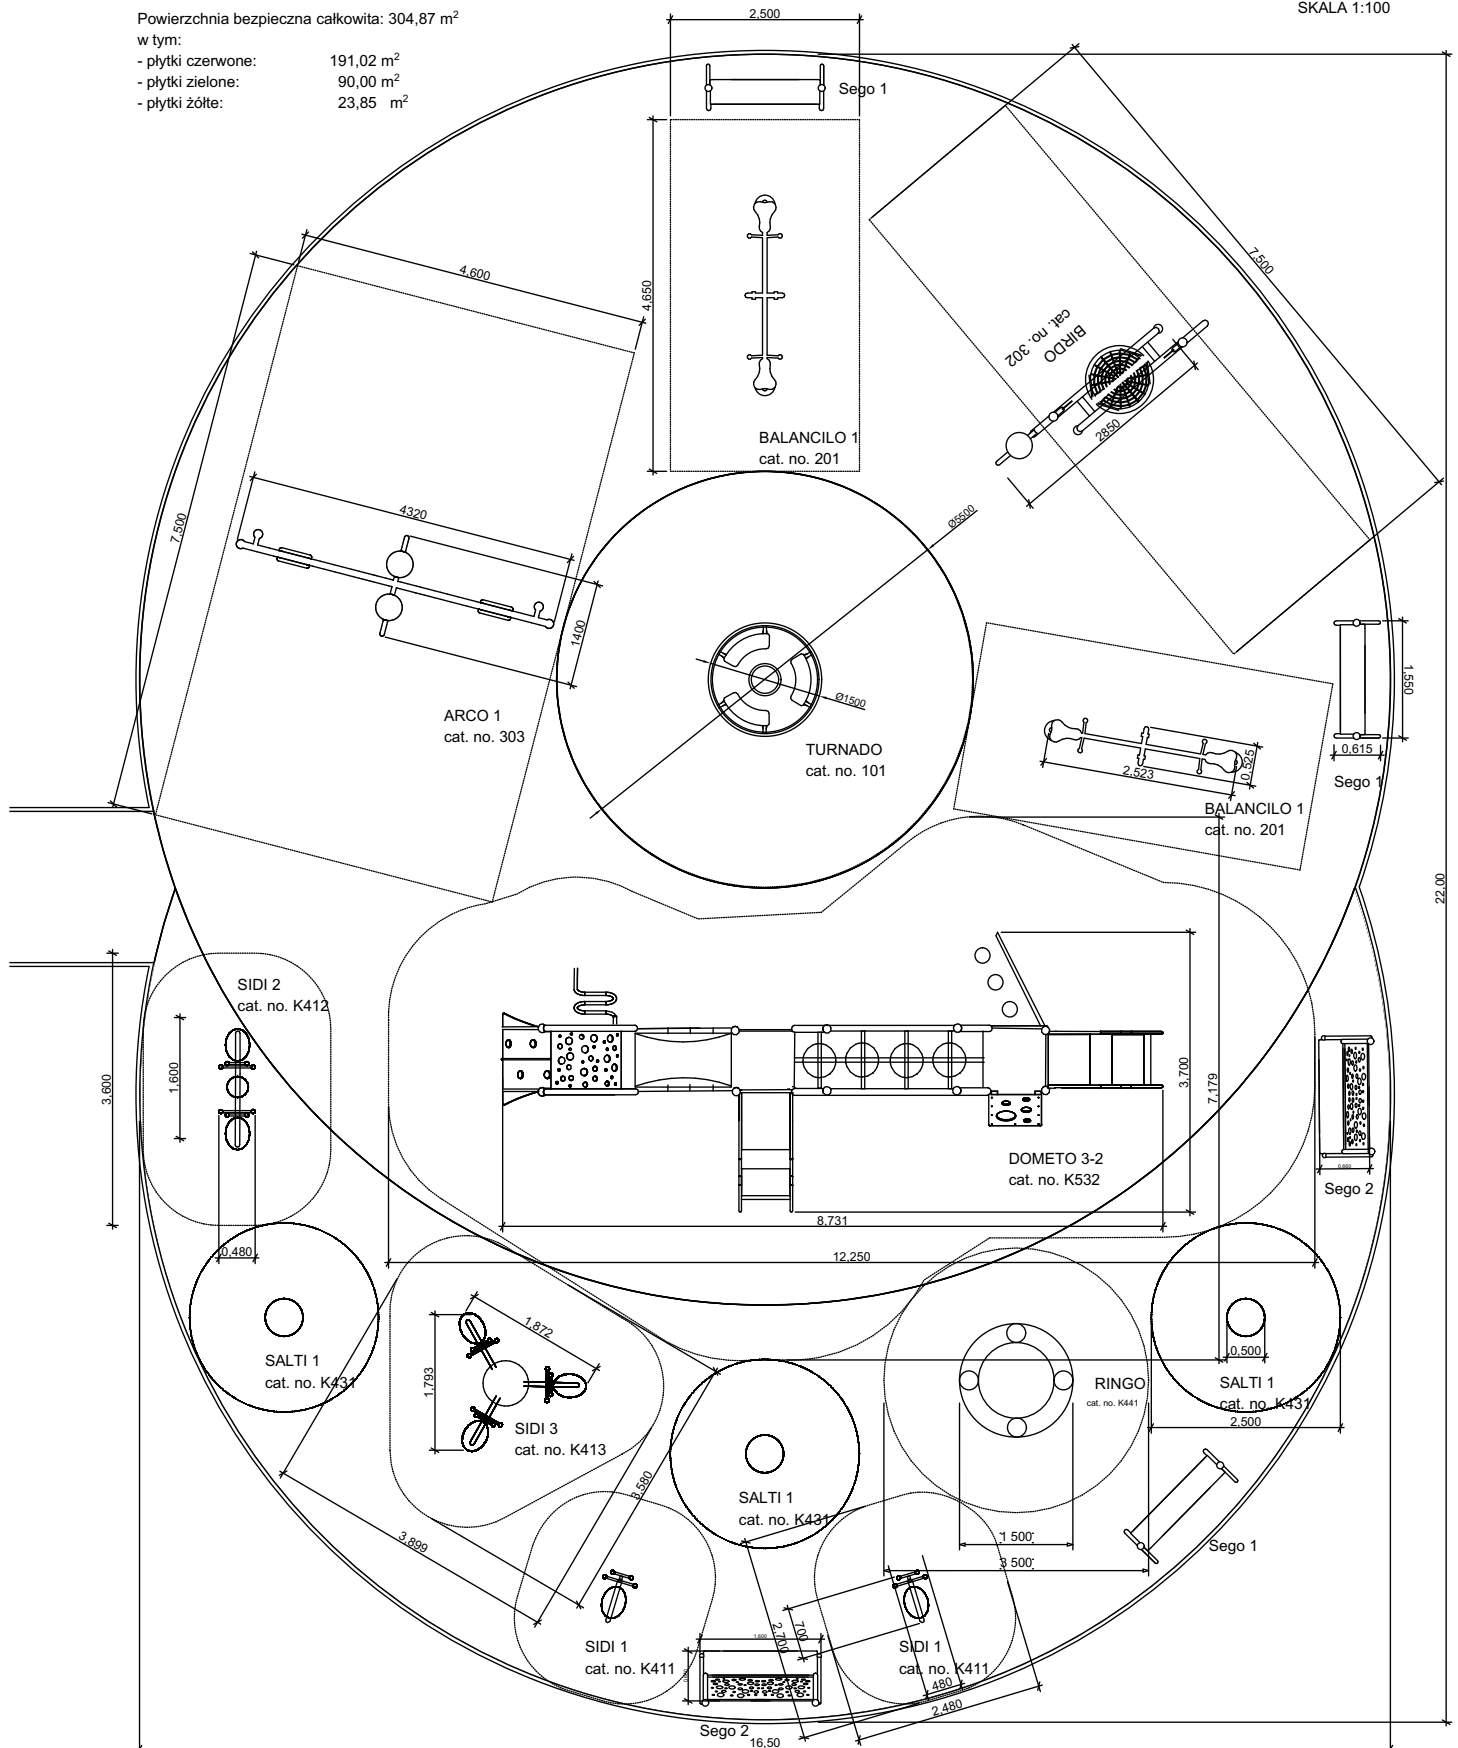 Powierzchnia bezpieczna całkowita: 304,87 m²
w tym:
- płytki czerwone: 191,02 m²
- płytki zielone: 90,00 m²
- płytki żółte: 23,85 m²
SKALA 1:100
2,500
Sego 1
7,500
4,600
4,650
BIRDO
cat. no. 302
2850
BALANCILO 1
cat. no. 201
7,500
4320
Ø5500
1400
1,550
Ø1500
ARCO 1
cat. no. 303
TURNADO
cat. no. 101
0,615
0,525
2,523
Sego 1
BALANCILO 1
cat. no. 201
22,00
SIDI 2
cat. no. K412
3,600
1,600
3,700
7,179
DOMETO 3-2
cat. no. K532
0.660
Sego 2
8,731
0,480
12,250
1,872
1,793
SALTI 1
cat. no. K431
0,500
RINGO
cat. no. K441
SALTI 1
cat. no. K431
2,500
SIDI 3
cat. no. K413
3,580
SALTI 1
cat. no. K431
3,899
1 500
3 500
Sego 1
700
2,700
1.600
SIDI 1
cat. no. K411
SIDI 1
cat. no. K411
480
2,480
Sego 2
16,50